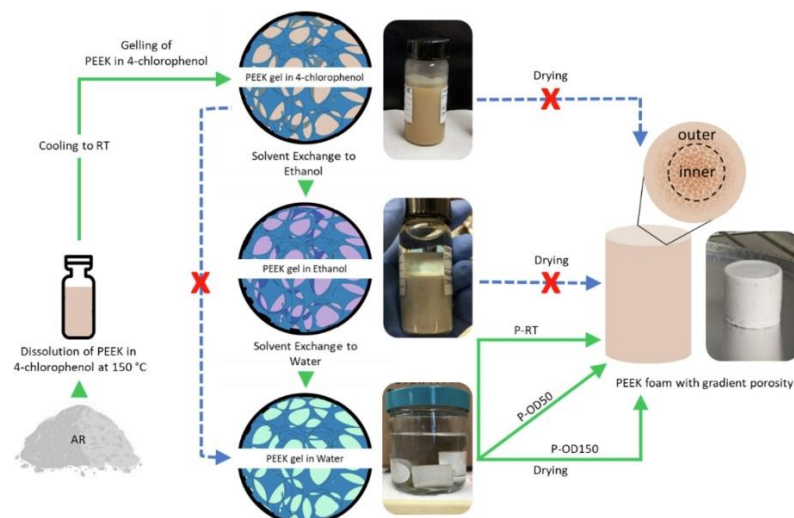 Gelling of
PEEK in 4-chlorophenol
Cooling to RT
Dissolution of PEEK in
4-chlorophenol at 150 °C
AR
PEEK gel in 4-chlorophenol
Solvent Exchange to
Ethanol
PEEK gel in Ethanol
Solvent Exchange to
Water
PEEK gel in Water
Drying
X
X
Drying
X
outer
inner
P-RT
P-OD50
P-OD150
Drying
PEEK foam with gradient porosity